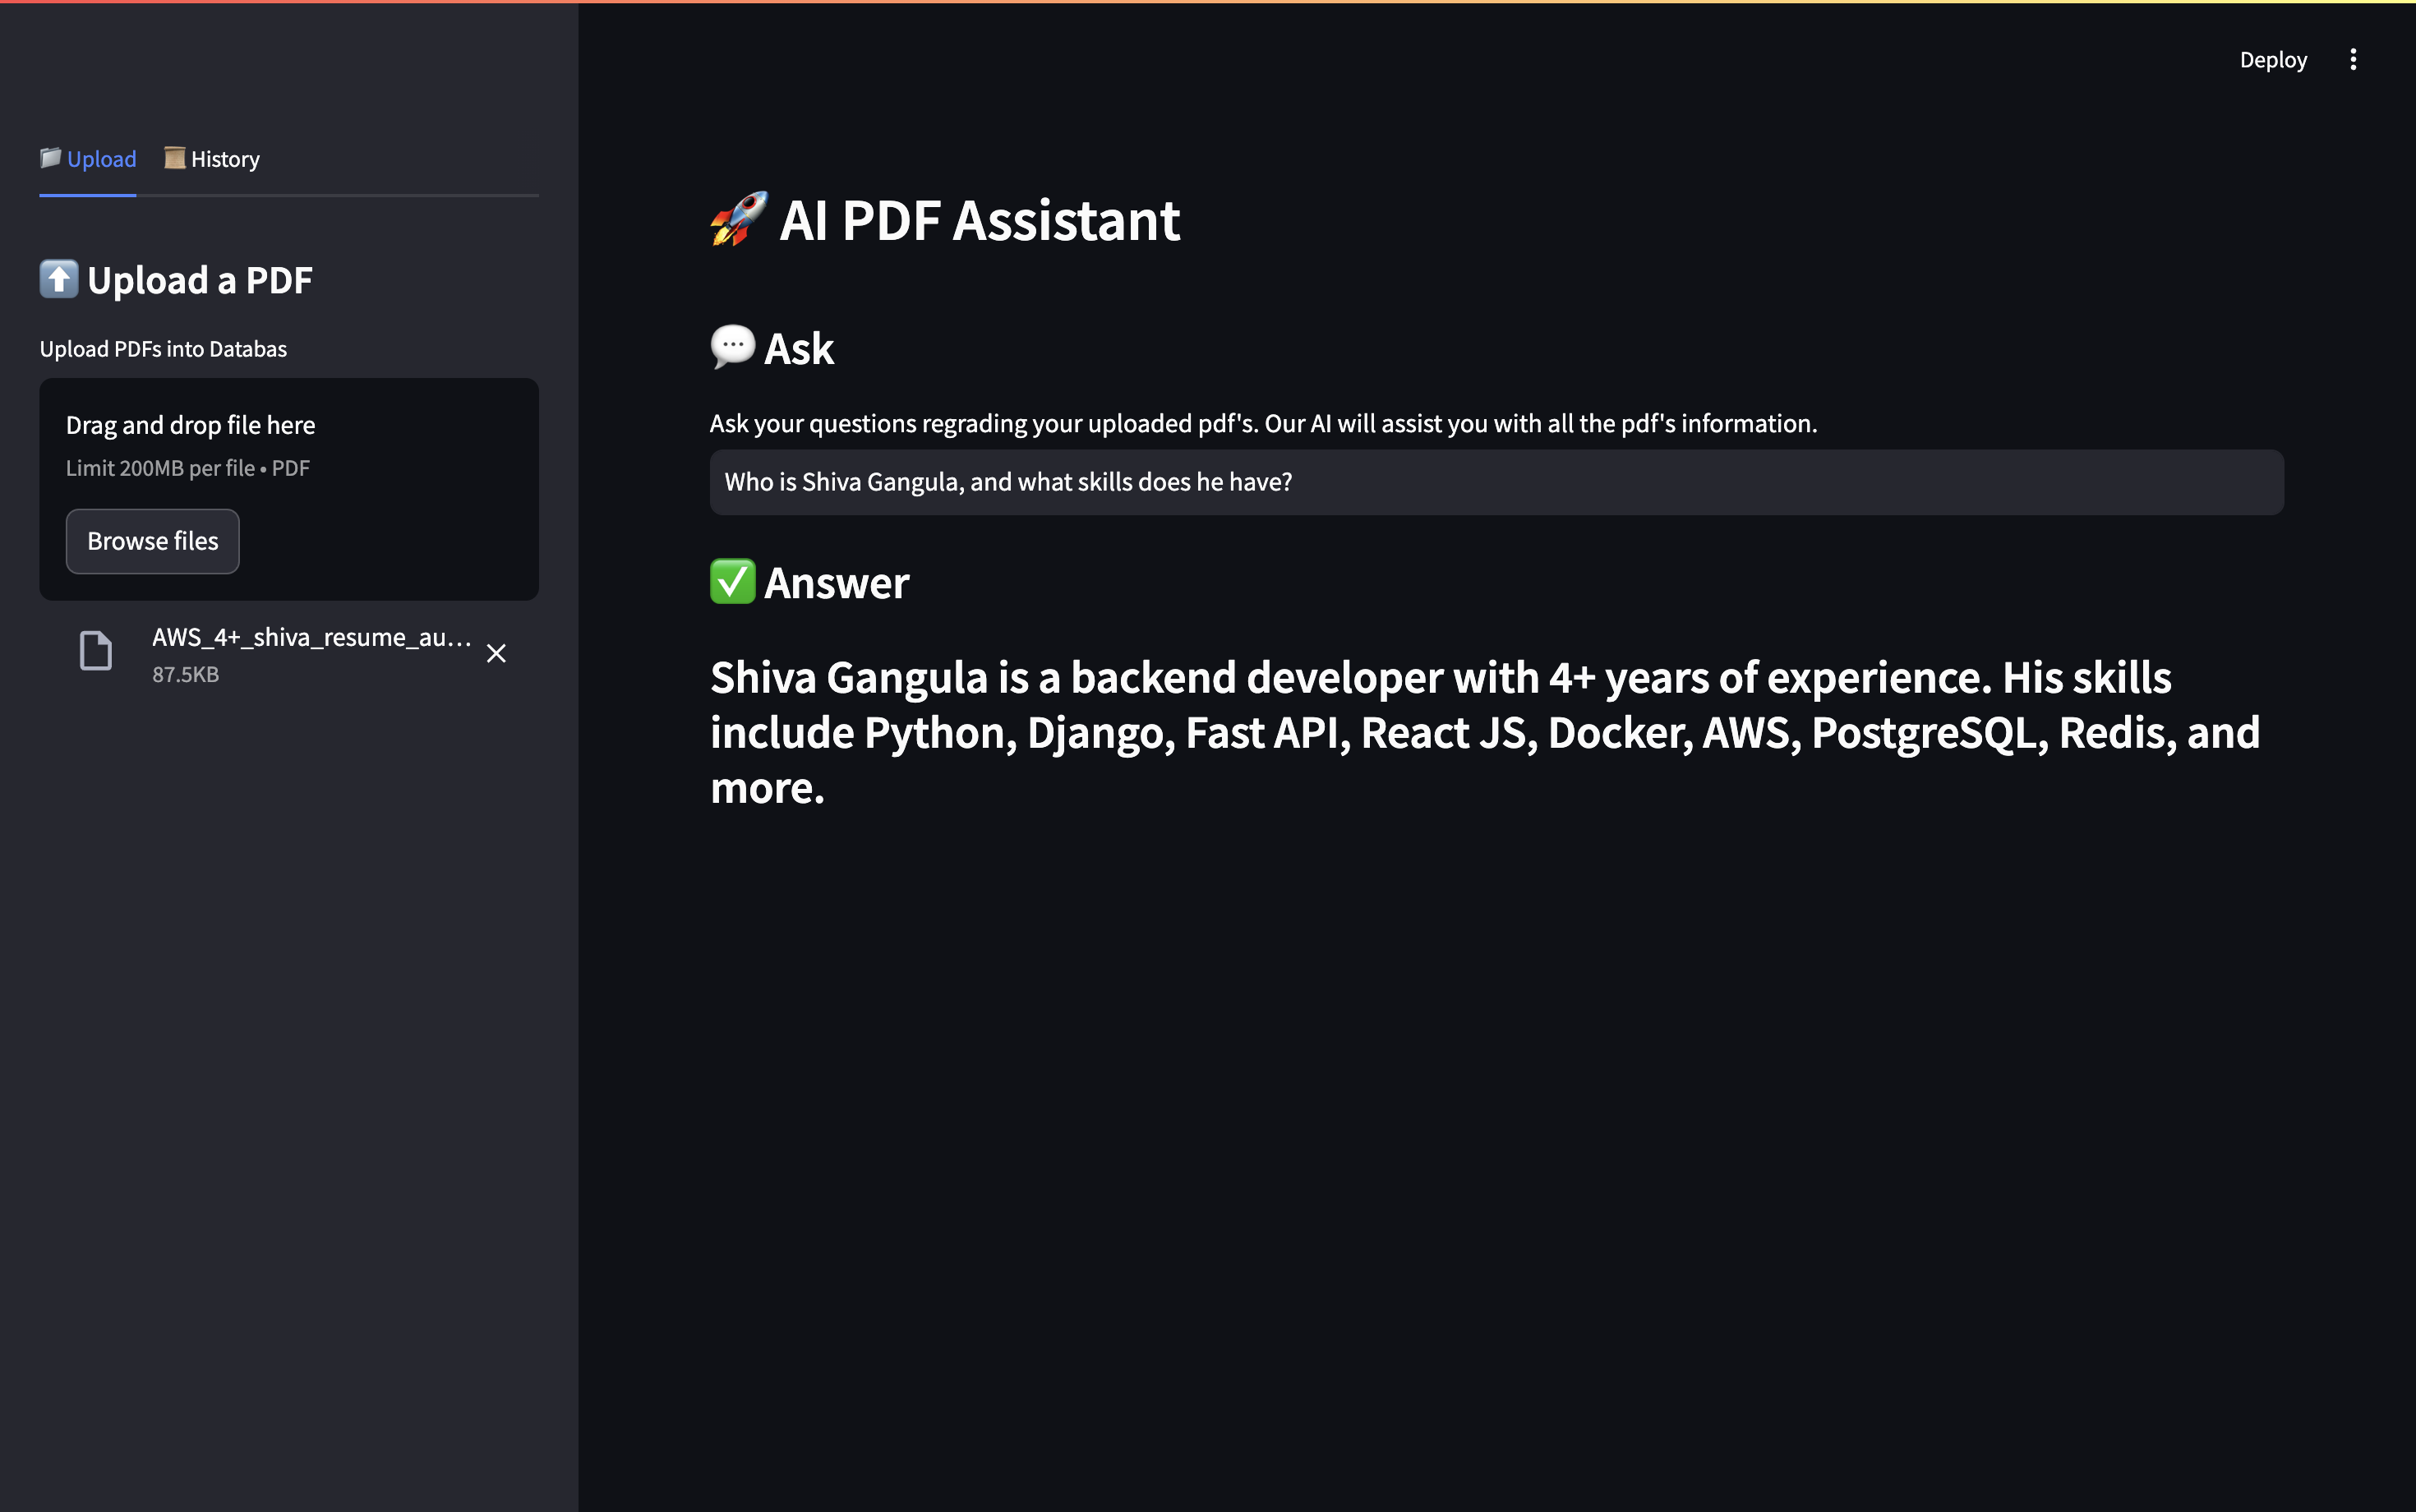 Deploy
Upload
History
Upload a PDF
Upload PDFs into Databas
Drag and drop file here
Limit 200MB per file • PDF
Browse files
AWS_4+_shiva_resume_au…
87.5KB
AI PDF Assistant
Ask
Ask your questions regrading your uploaded pdf's. Our AI will assist you with all the pdf's information.
Who is Shiva Gangula, and what skills does he have?
Answer
Shiva Gangula is a backend developer with 4+ years of experience. His skills
include Python, Django, Fast API, React JS, Docker, AWS, PostgreSQL, Redis, and
more.